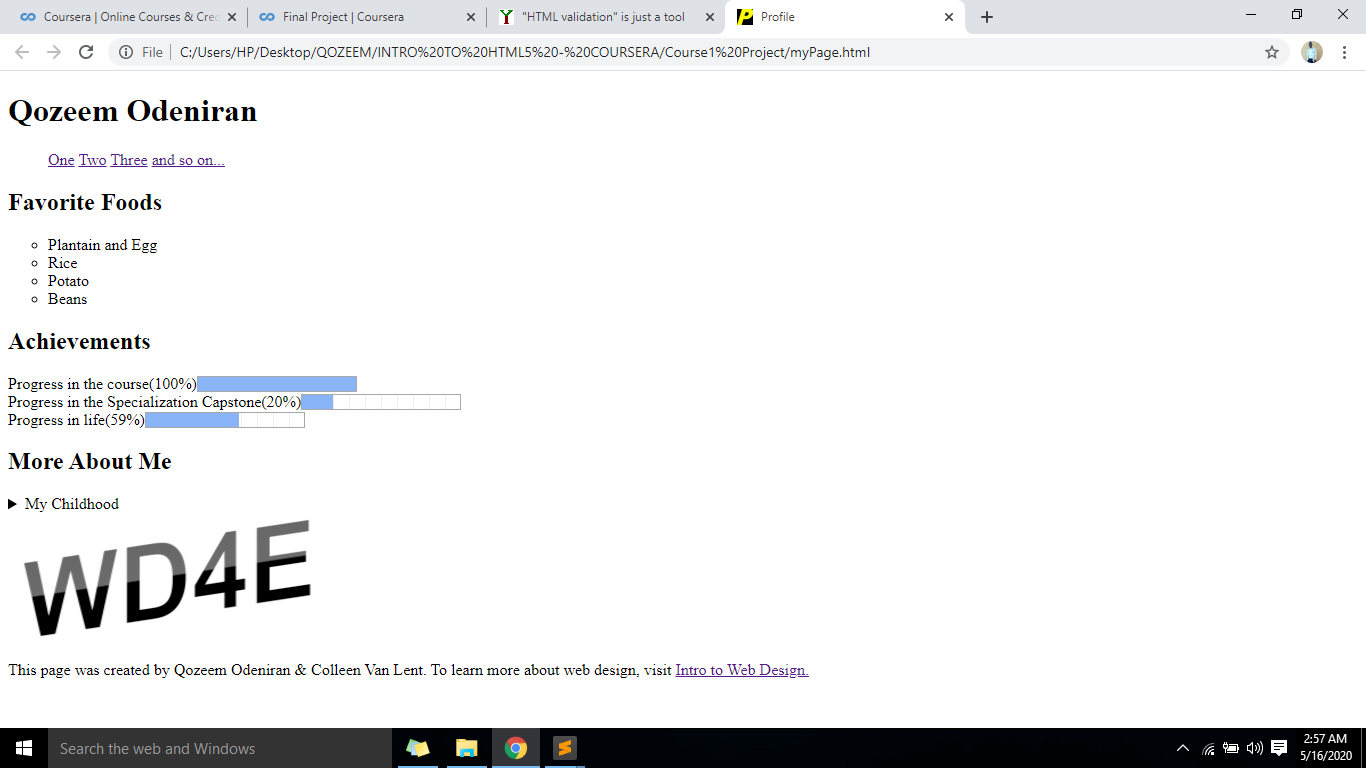 Coursera | Online Courses & Cre
Final Project | Coursera
"HTML validation" is just a tool
Profile
File
C:/Users/HP/Desktop/QOZEEM/INTRO%20TO%20HTML5%20-%20COURSERA/Course1%20Project/myPage.html
Qozeem Odeniran
One Two Three and so on...
Favorite Foods
Plantain and Egg
Rice
Potato
Beans
Achievements
Progress in the course(100%)
Progress in the Specialization Capstone(20%)
Progress in life(59%)
More About Me
My Childhood
WD4E
This page was created by Qozeem Odeniran & Colleen Van Lent. To learn more about web design, visit Intro to Web Design.
Search the web and Windows
2:57 AM
5/16/2020